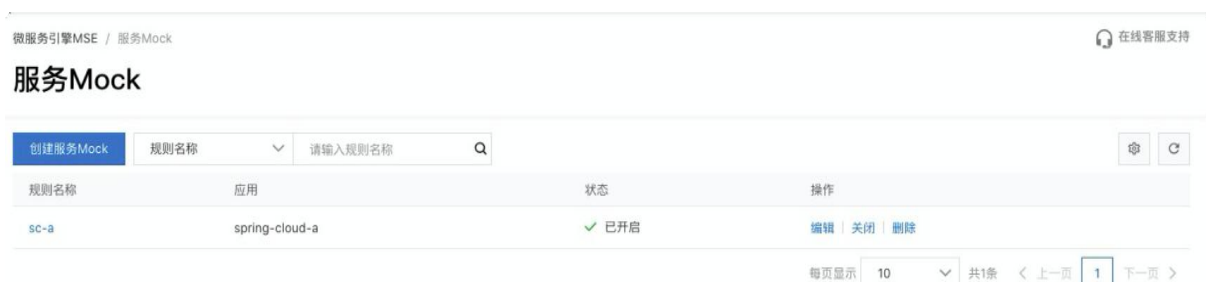 微服务引擎MSE / 服务Mock
在线客服支持
服务Mock
创建服务Mock 规则名称 请输入规则名称
规则名称 应用 状态 操作
sc-a spring-cloud-a 已开启 编辑 关闭 删除
每页显示 10 共1条 上一页 1 下一页